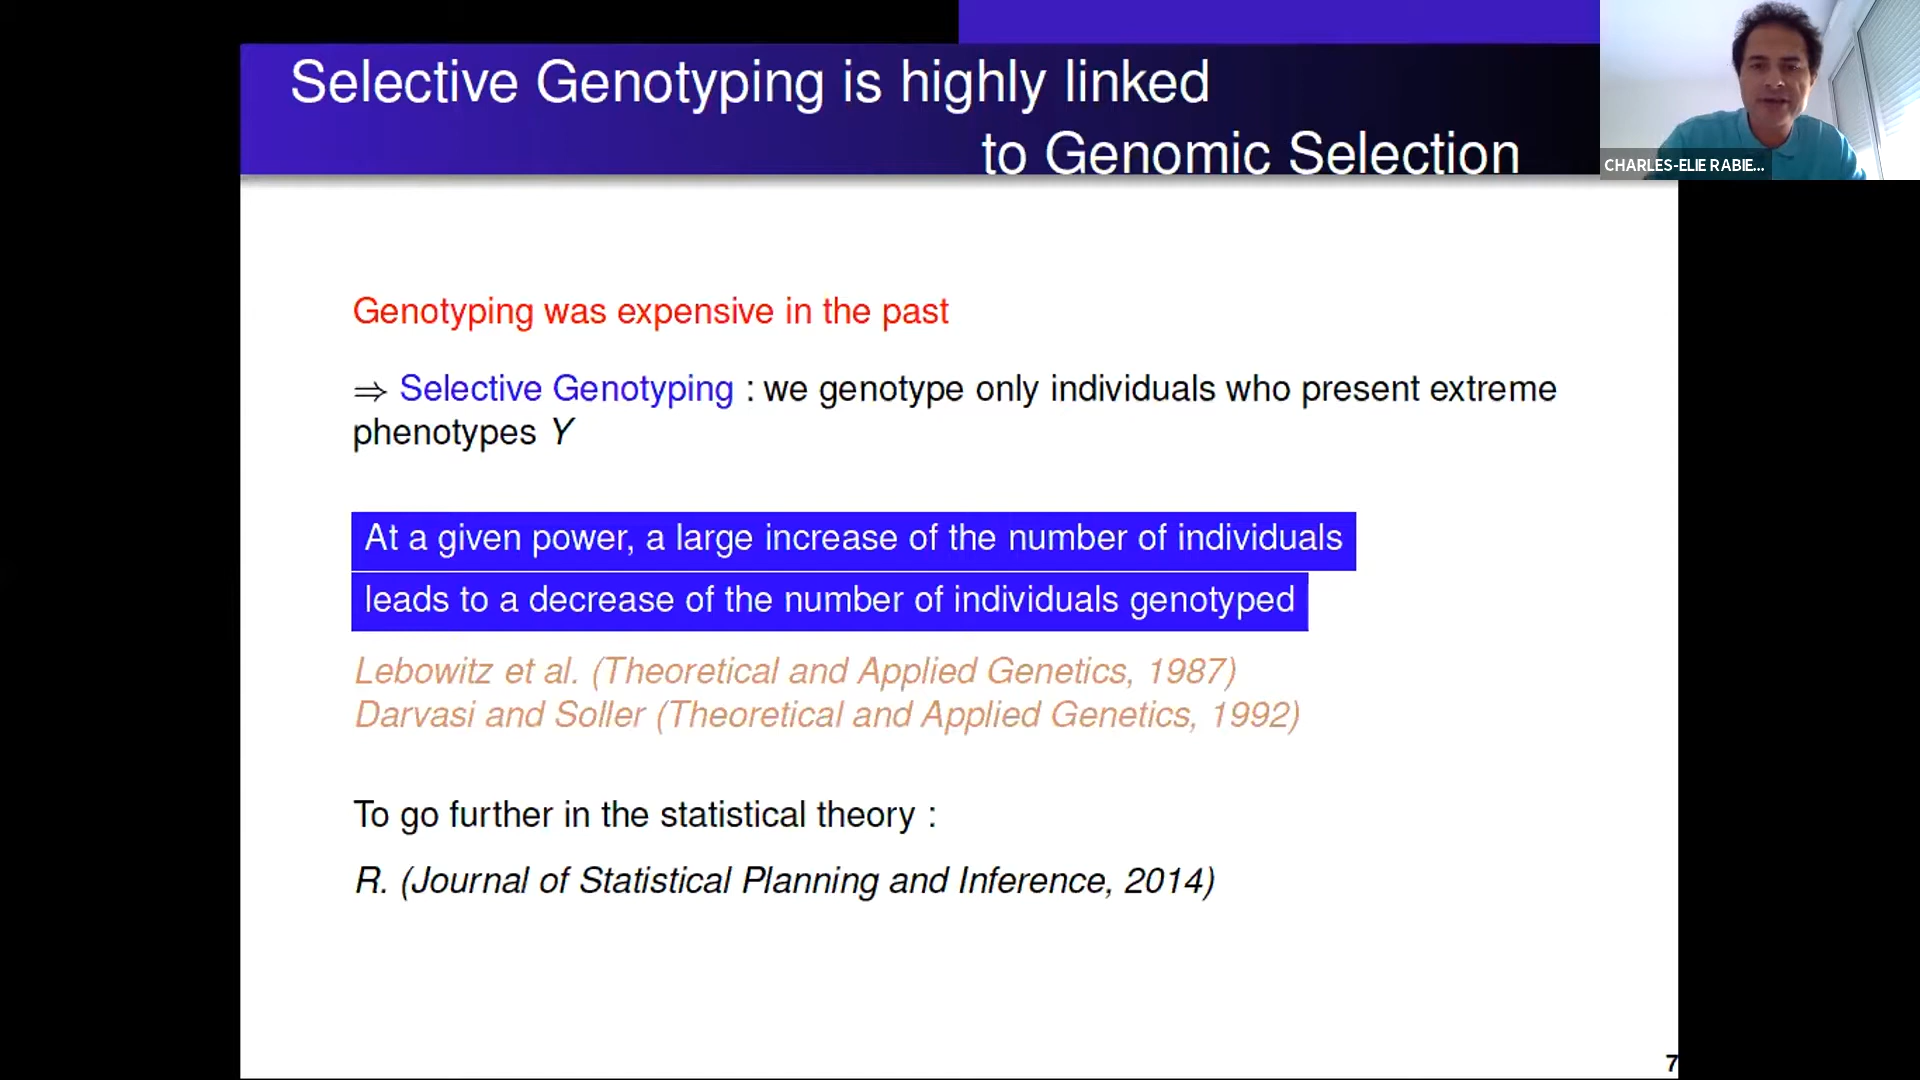 Selective Genotyping is highly linked
to Genomic Selection
CHARLES-ELIE RABIE...
Genotyping was expensive in the past
⇒ Selective Genotyping : we genotype only individuals who present extreme
phenotypes Y
At a given power, a large increase of the number of individuals
leads to a decrease of the number of individuals genotyped
Lebowitz et al. (Theoretical and Applied Genetics, 1987)
Darvasi and Soller (Theoretical and Applied Genetics, 1992)
To go further in the statistical theory :
R. (Journal of Statistical Planning and Inference, 2014)
7